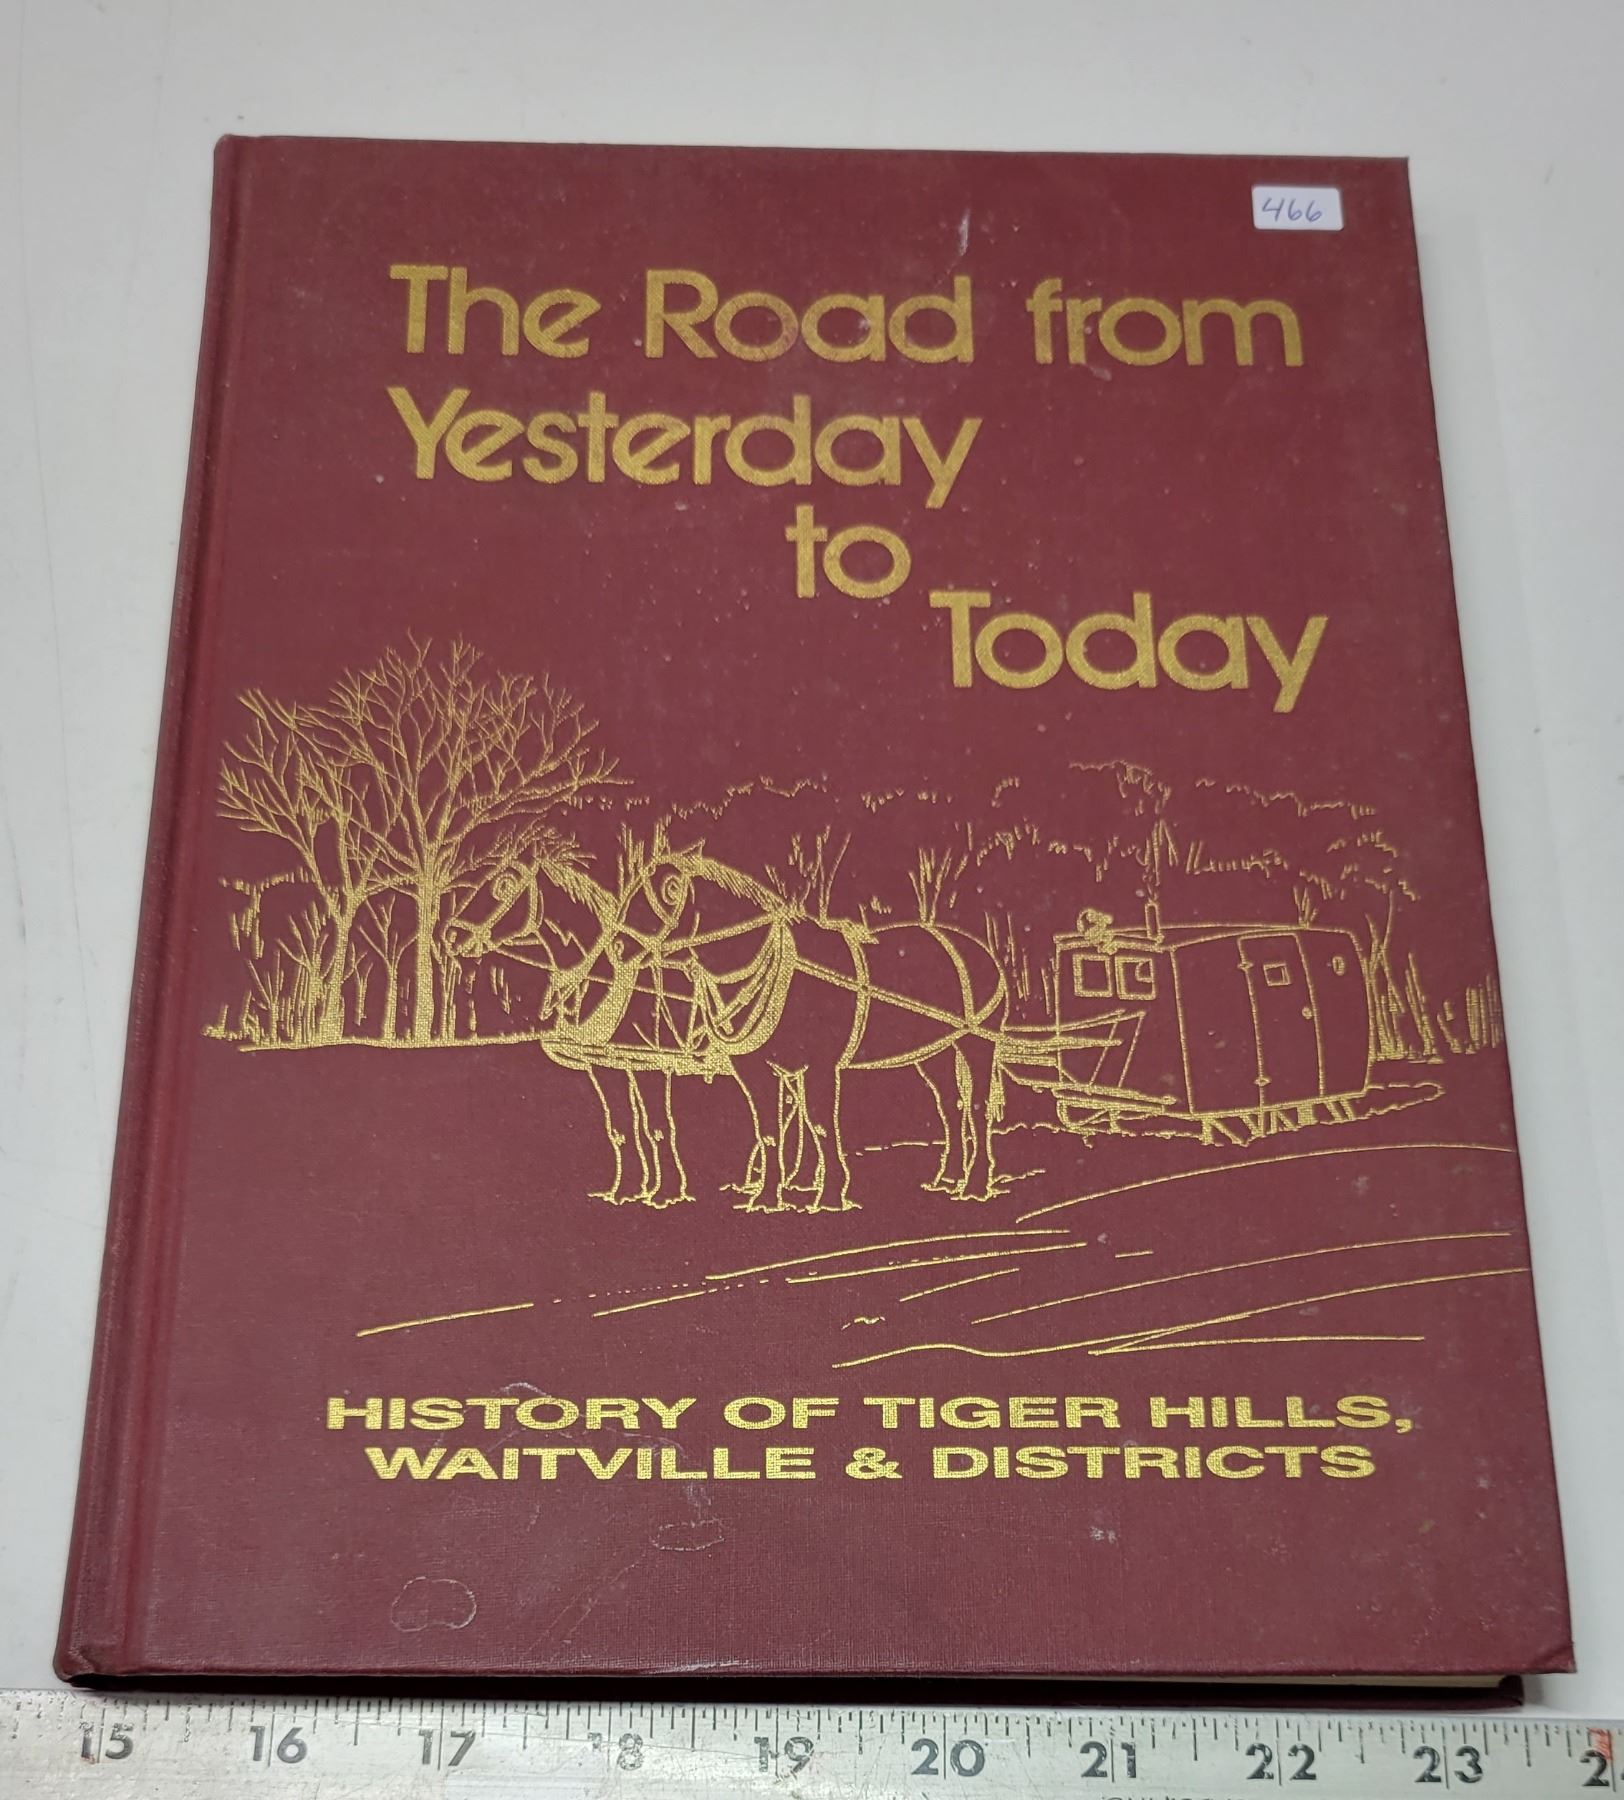 466
The Road from
Yesterday
to
Today
HISTORY OF TIGER HILLS,
WAITVILLE & DISTRICTS
15 16 17 18 19 20 21 22 23